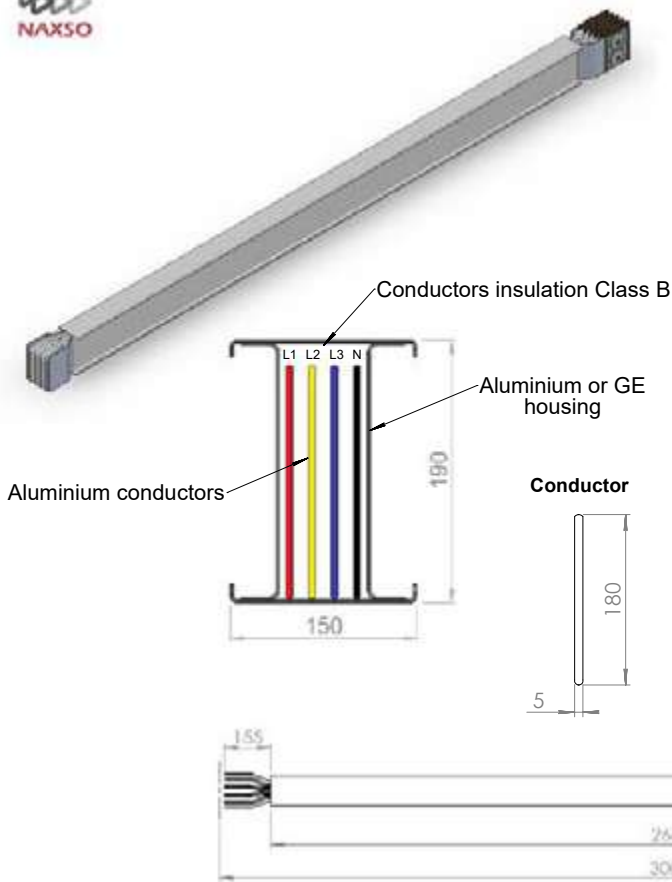 NAXSO
Conductors insulation Class B
L1 L2 L3 N
Aluminium or GE
housing
190
Aluminium conductors
Conductor
150
180
5
155